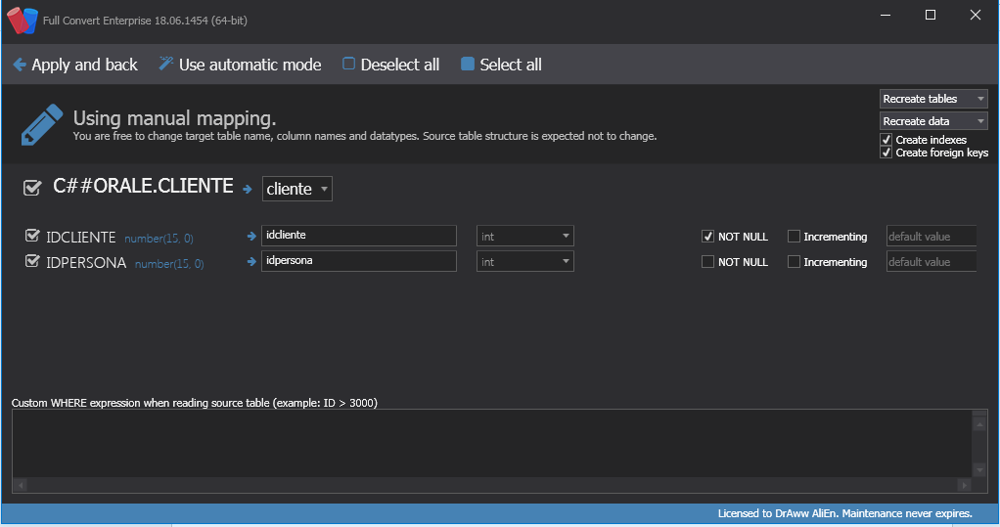 Full Convert Enterprise 18.06.1454 (64-bit)
Apply and back Use automatic mode Deselect all Select all
Using manual mapping.
You are free to change target table name, column names and datatypes. Source table structure is expected not to change.
Recreate tables
Recreate data
Create indexes
Create foreign keys
C##ORALE.CLIENTE cliente
IDCLIENTE number(15, 0) idcliente int NOT NULL Incrementing default value
IDPERSONA number(15, 0) idpersona int NOT NULL Incrementing default value
Custom WHERE expression when reading source table (example: ID > 3000)
Licensed to DrAww AliEn. Maintenance never expires.